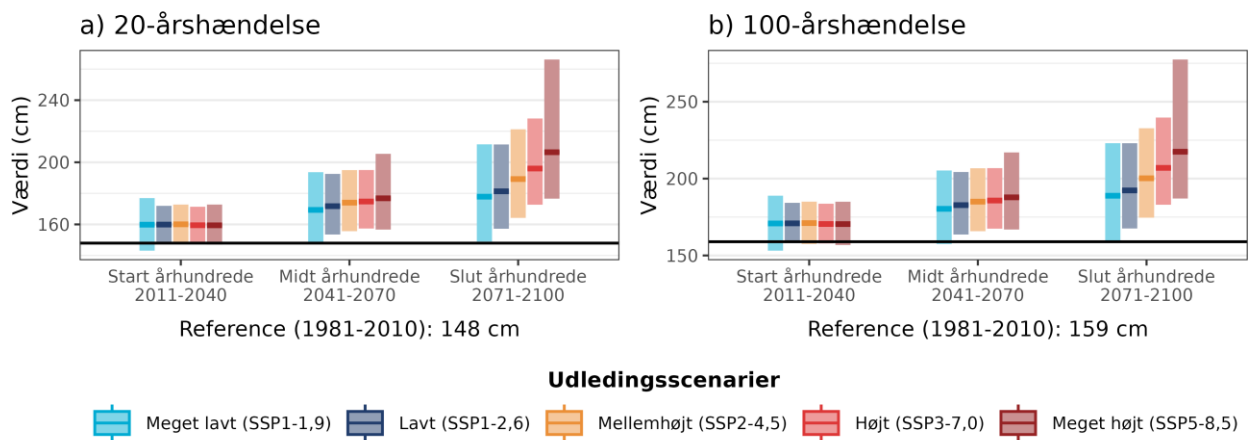 a) 20-årshændelse
Værdi (cm)
240
200
160
Start århundrede
2011-2040
Midt århundrede
2041-2070
Slut århundrede
2071-2100
Reference (1981-2010): 148 cm
b) 100-årshændelse
Værdi (cm)
250
200
150
Start århundrede
2011-2040
Midt århundrede
2041-2070
Slut århundrede
2071-2100
Reference (1981-2010): 159 cm
Udledingsscenarier
Meget lavt (SSP1-1,9)
Lavt (SSP1-2,6)
Mellemhøjt (SSP2-4,5)
Højt (SSP3-7,0)
Meget højt (SSP5-8,5)